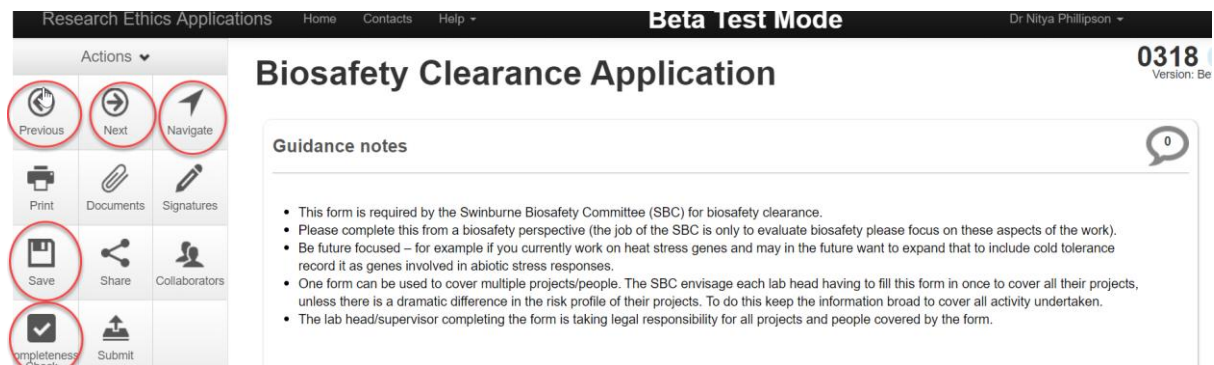 Research Ethics Applications Home Contacts Help Beta Test Mode Dr Nitya Phillipson
Actions
Previous Next Navigate
Print Documents Signatures
Save Share Collaborators
Submit
Biosafety Clearance Application
0318
Version:
Guidance notes
0
• This form is required by the Swinburne Biosafety Committee (SBC) for biosafety clearance.
• Please complete this from a biosafety perspective (the job of the SBC is only to evaluate biosafety please focus on these aspects of the work).
• Be future focused – for example if you currently work on heat stress genes and may in the future want to expand that to include cold tolerance
record it as genes involved in abiotic stress responses.
• One form can be used to cover multiple projects/people. The SBC envisage each lab head having to fill this form in once to cover all their projects,
unless there is a dramatic difference in the risk profile of their projects. To do this keep the information broad to cover all activity undertaken.
• The lab head/supervisor completing the form is taking legal responsibility for all projects and people covered by the form.